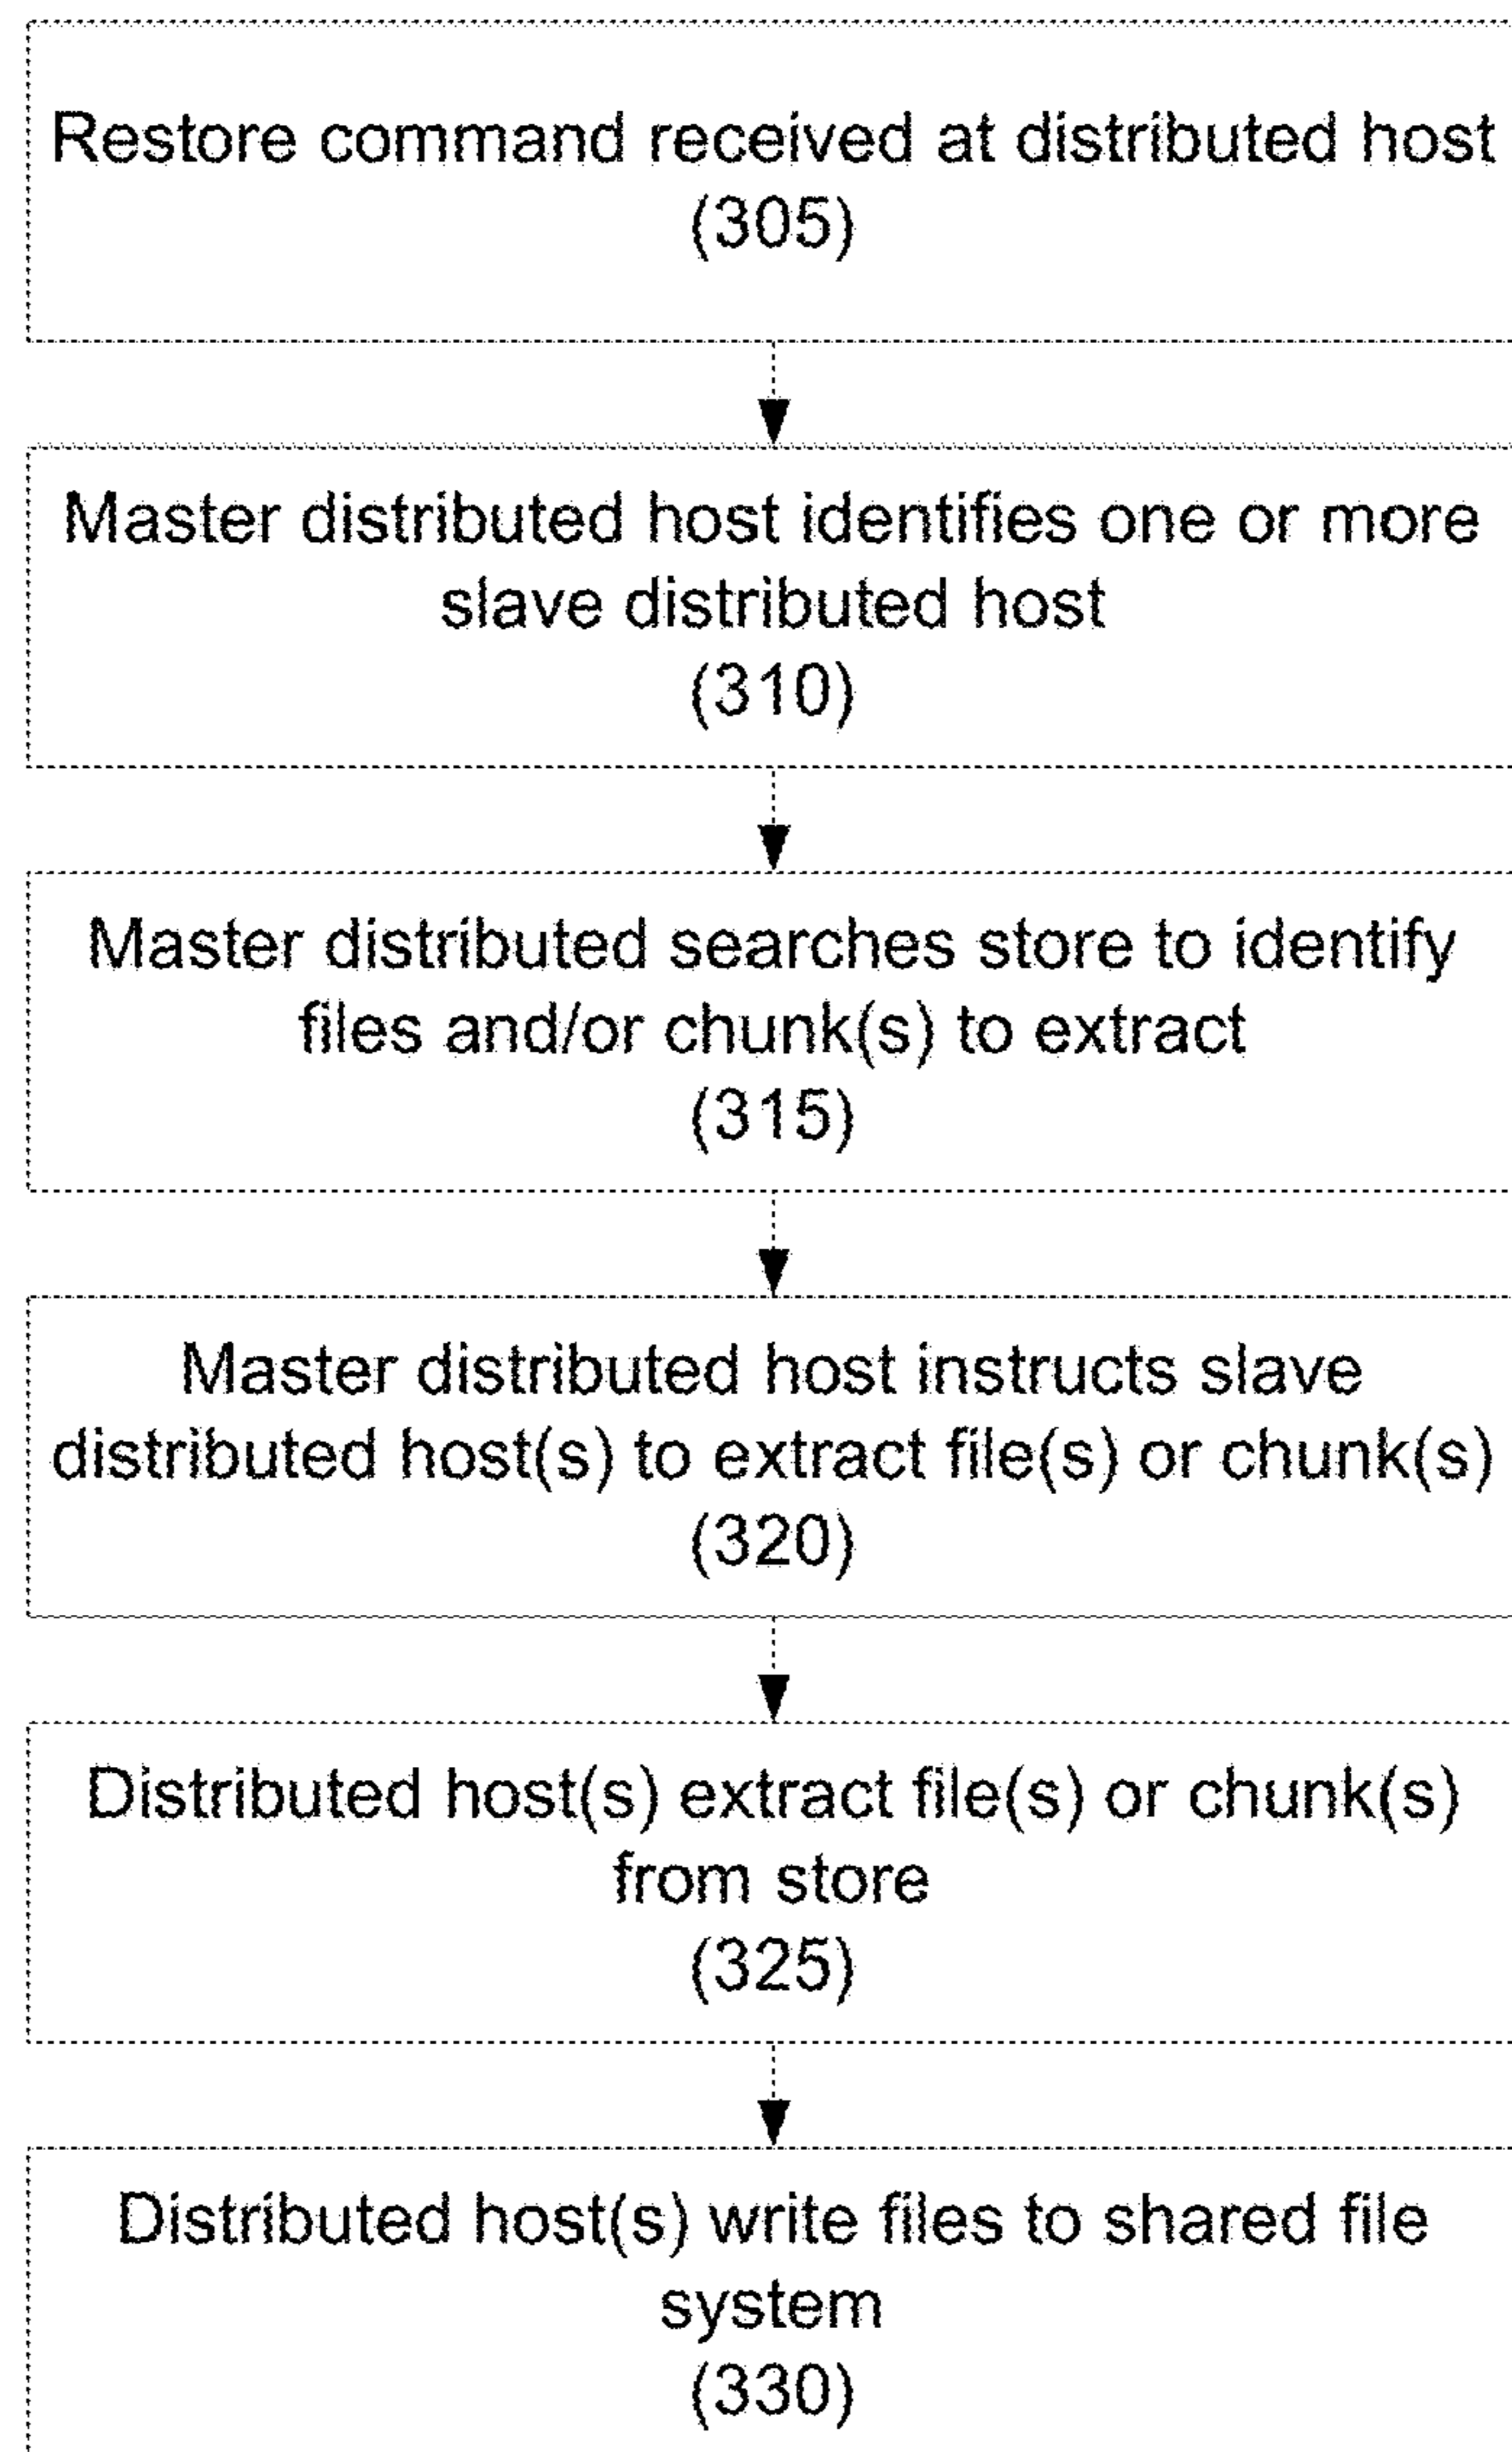 Restore command received at distributed host
(305)
Master distributed host identifies one or more
slave distributed host
(310)
Master distributed searches store to identify
files and/or chunk(s) to extract
(315)
Master distributed host instructs slave
distributed host(s) to extract file(s) or chunk(s)
(320)
Distributed host(s) extract file(s) or chunk(s)
from store
(325)
Distributed host(s) write files to shared file
system
(330)